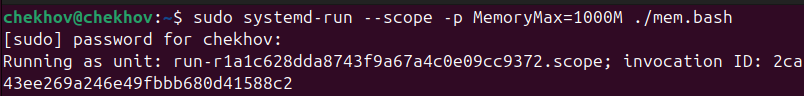 chekhov@chekhov:~$ sudo systemd-run --scope -p MemoryMax=1000M ./mem.bash
[sudo] password for chekhov:
Running as unit: run-r1a1c628dda8743f9a67a4c0e09cc9372.scope; invocation ID: 2ca
43ee269a246e49fbbb680d41588c2